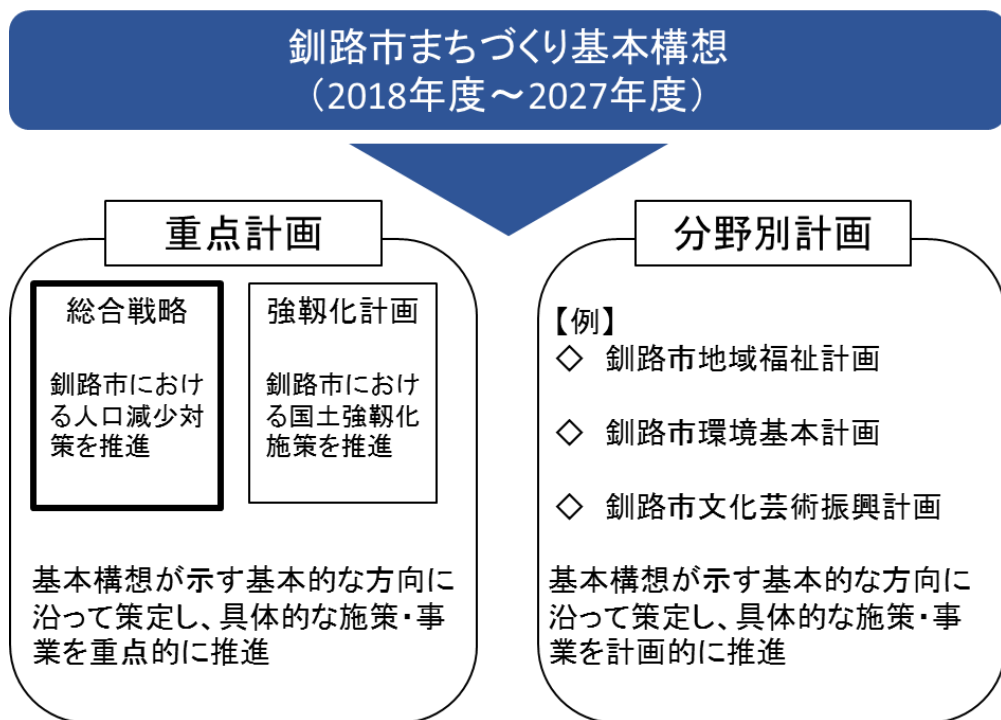 釧路市まちづくり基本構想
（2018年度～2027年度）
重点計画
総合戦略
釧路市におけ
る人口減少対
策を推進
強靱化計画
釧路市におけ
る国土強靱化
施策を推進
基本構想が示す基本的な方向に
沿って策定し、具体的な施策・事
業を重点的に推進
分野別計画
【例】
◇ 釧路市地域福祉計画
◇ 釧路市環境基本計画
◇ 釧路市文化芸術振興計画
基本構想が示す基本的な方向に
沿って策定し、具体的な施策・事
業を計画的に推進